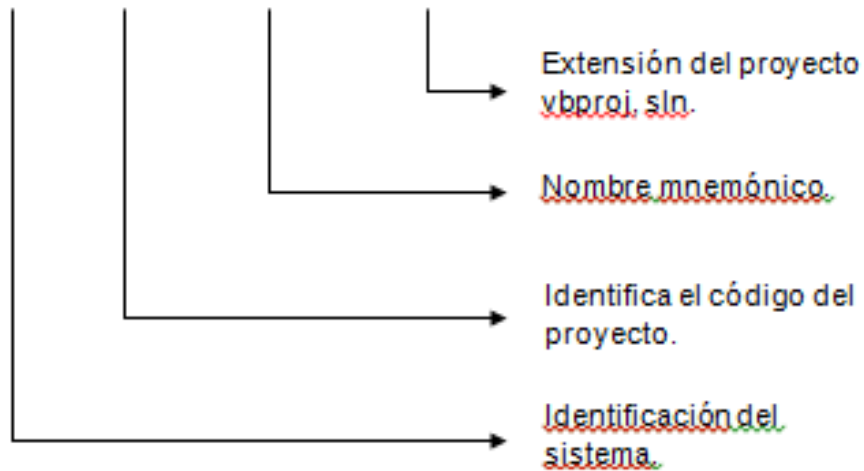 Extensión del proyecto
vbproj, sln.
Nombre mnemónico.
Identifica el código del
proyecto.
Identificación del
sistema.